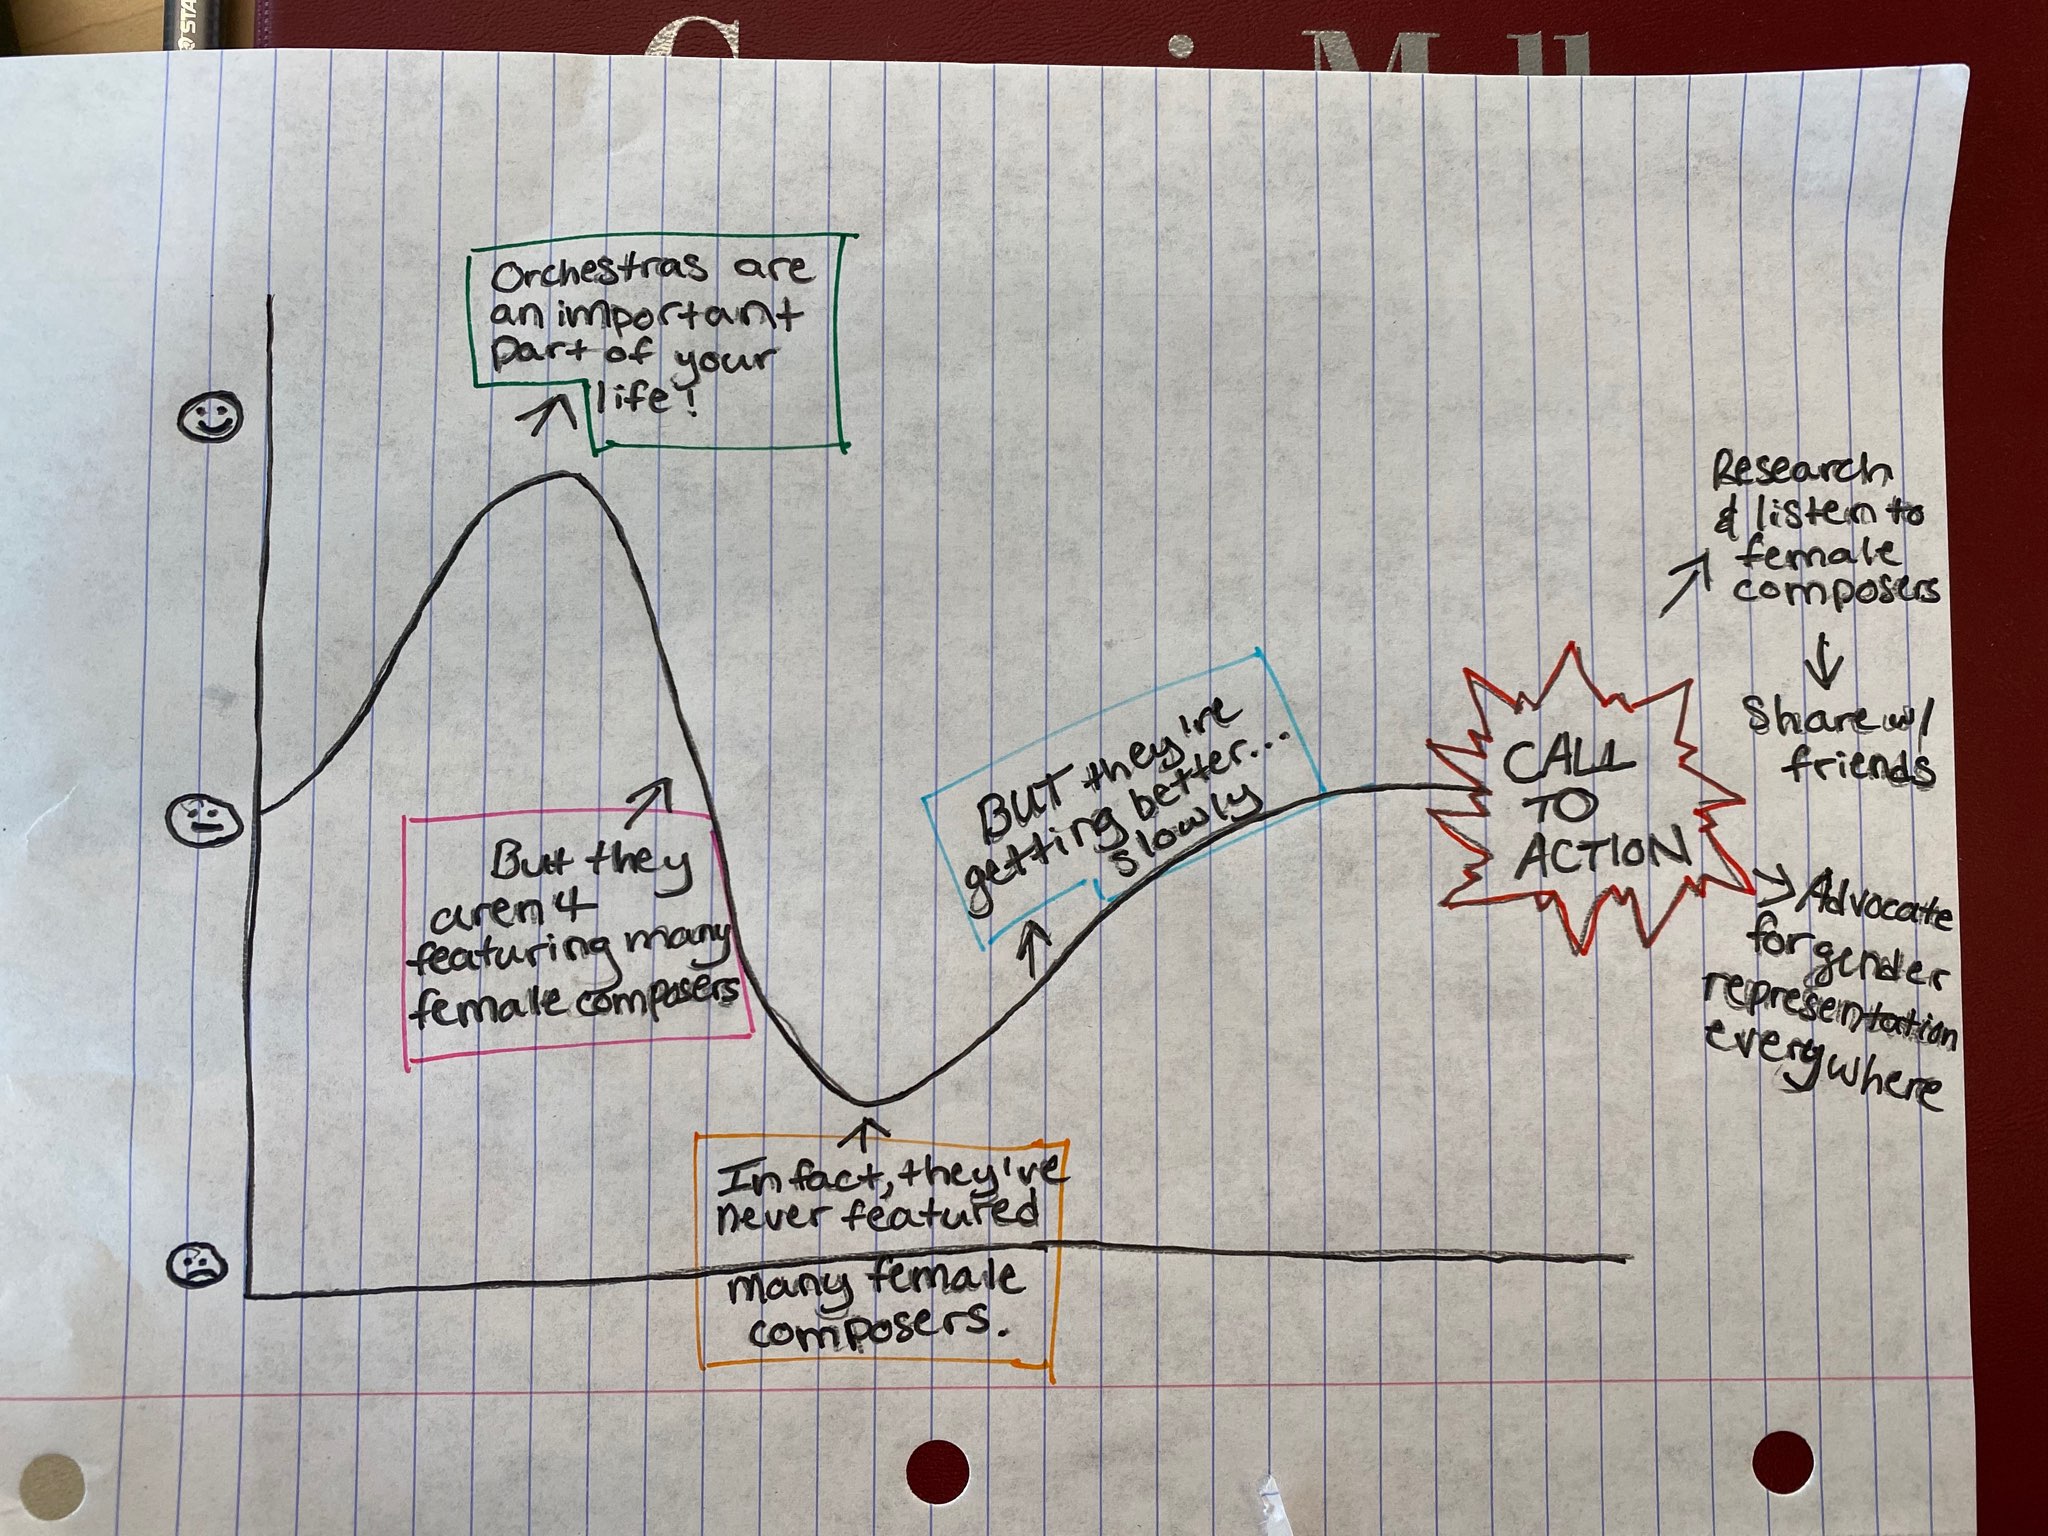 Orchestras are
an important
part of your
life!
But they
aren't
featuring many
female composers
In fact, they've
never featured
many female
composers.
BUT they're
getting better...
slowly
CALL
TO
ACTION
Research
& listen to
female
composers
Share w/
friends
Advocate
for gender
representation
everywhere